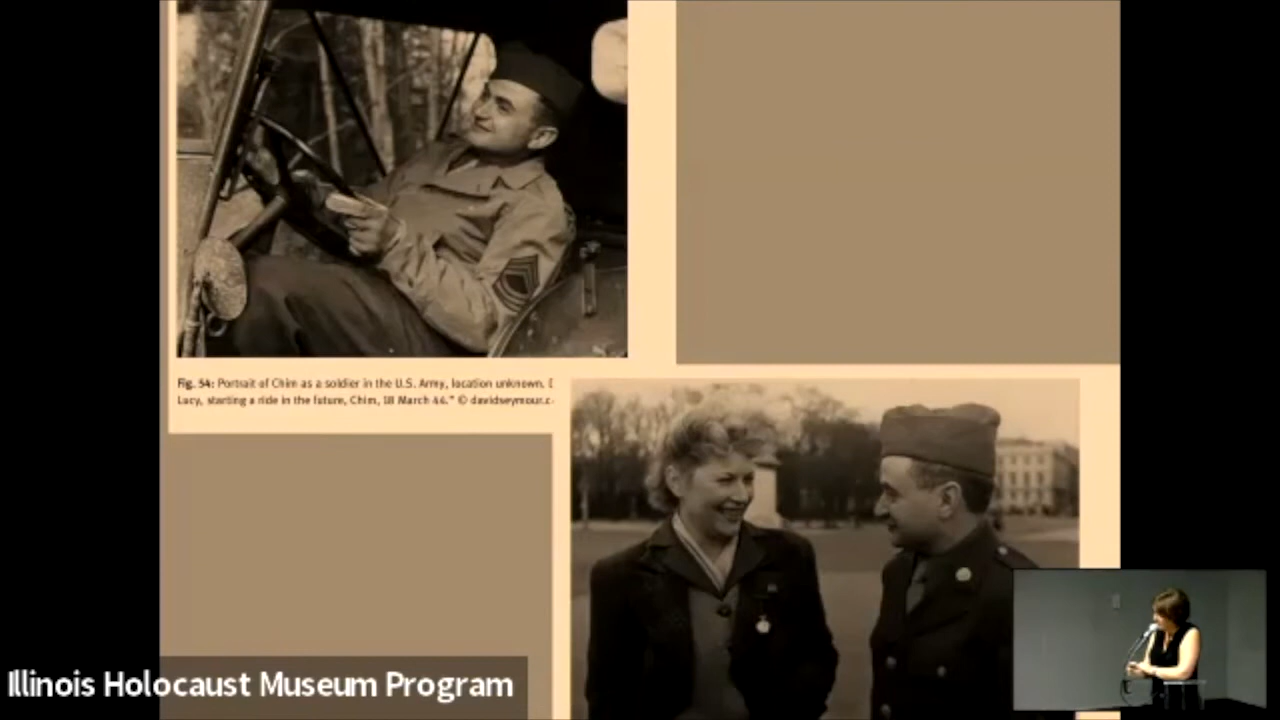 Fig. 54: Portrait of Chim as a soldier in the U.S. Army, location unknown.
Lucy, starting a ride in the future, Chim, 18 March 44." © davidseymour.c
Illinois Holocaust Museum Program